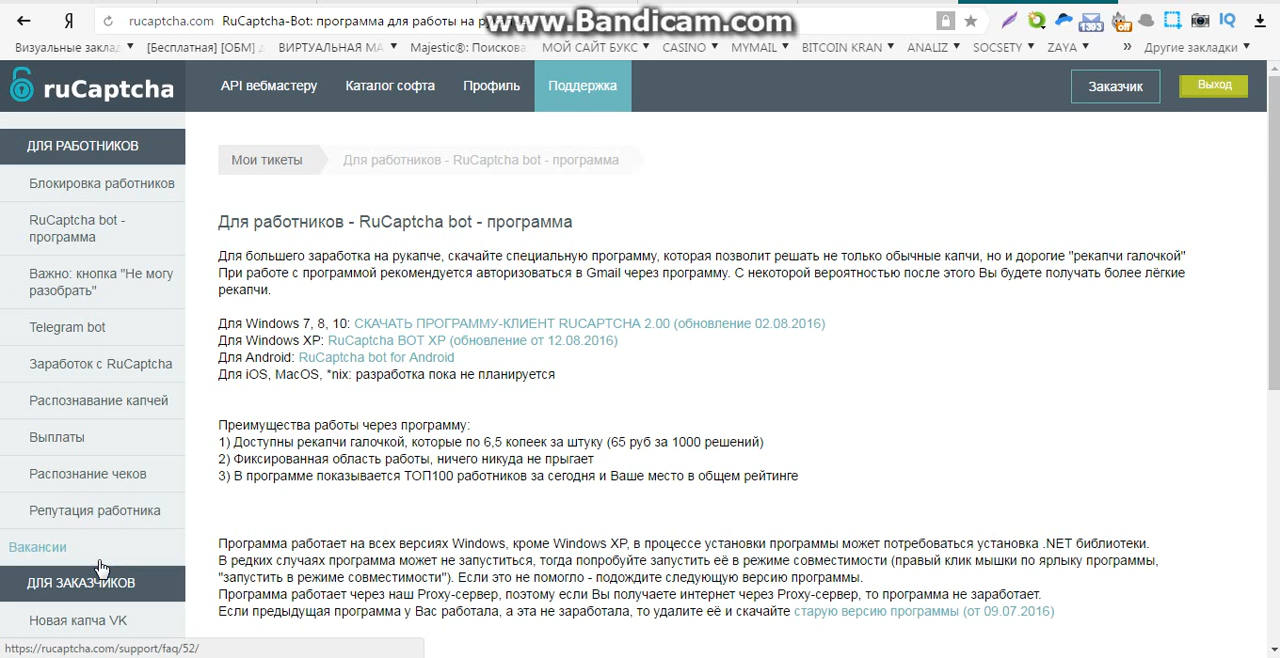 Я
rucaptcha.com RuCaptcha-Bot: программа для работы на
www.Bandicam.com
1393
off
IQ
Визуальные заклад
[Бесплатная] [ОБМ]
ВИРТУАЛЬНАЯ МА
Majestic®: Поискова
МОЙ САЙТ БУКС
CASINO
MYMAIL
BITCOIN KRAN
ANALIZ
SOCSETY
ZAYA
»
Другие закладки
ruCaptcha
API вебмастеру
Каталог софта
Профиль
Поддержка
Заказчик
Выход
ДЛЯ РАБОТНИКОВ
Блокировка работников
RuCaptcha bot -
программа
Важно: кнопка "Не могу
разобрать"
Telegram bot
Заработок с RuCaptcha
Распознавание капчей
Выплаты
Распознание чеков
Репутация работника
Вакансии
ДЛЯ ЗАКАЗЧИКОВ
Новая капча VK
https://rucaptcha.com/support/faq/52/
Мои тикеты
Для работников - RuCaptcha bot - программа
Для работников - RuCaptcha bot - программа
Для большего заработка на рукапче, скачайте специальную программу, которая позволит решать не только обычные капчи, но и дорогие "рекапчи галочкой"
При работе с программой рекомендуется авторизоваться в Gmail через программу. С некоторой вероятностью после этого Вы будете получать более лёгкие
рекапчи.
Для Windows 7, 8, 10: СКАЧАТЬ ПРОГРАММУ-КЛИЕНТ RUCAPTCHA 2.00 (обновление 02.08.2016)
Для Windows XP: RuCaptcha BOT XP (обновление от 12.08.2016)
Для Android: RuCaptcha bot for Android
Для iOS, MacOS, *nix: разработка пока не планируется
Преимущества работы через программу:
1) Доступны рекапчи галочкой, которые по 6,5 копеек за штуку (65 руб за 1000 решений)
2) Фиксированная область работы, ничего никуда не прыгает
3) В программе показывается ТОП100 работников за сегодня и Ваше место в общем рейтинге
Программа работает на всех версиях Windows, кроме Windows XP, в процессе установки программы может потребоваться установка .NET библиотеки.
В редких случаях программа может не запуститься, тогда попробуйте запустить её в режиме совместимости (правый клик мышки по ярлыку программы,
"запустить в режиме совместимости"). Если это не помогло - подождите следующую версию программы.
Программа работает через наш Proxy-сервер, поэтому если Вы получаете интернет через Proxy-сервер, то программа не заработает.
Если предыдущая программа у Вас работала, а эта не заработала, то удалите её и скачайте старую версию программы (от 09.07.2016)